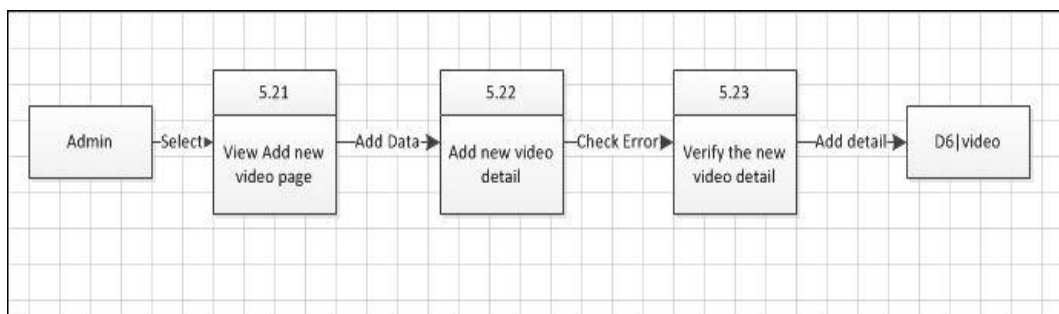 Admin
Select
5.21
View Add new
video page
Add Data
5.22
Add new video
detail
Check Error
5.23
Verify the new
video detail
Add detail
D6|video